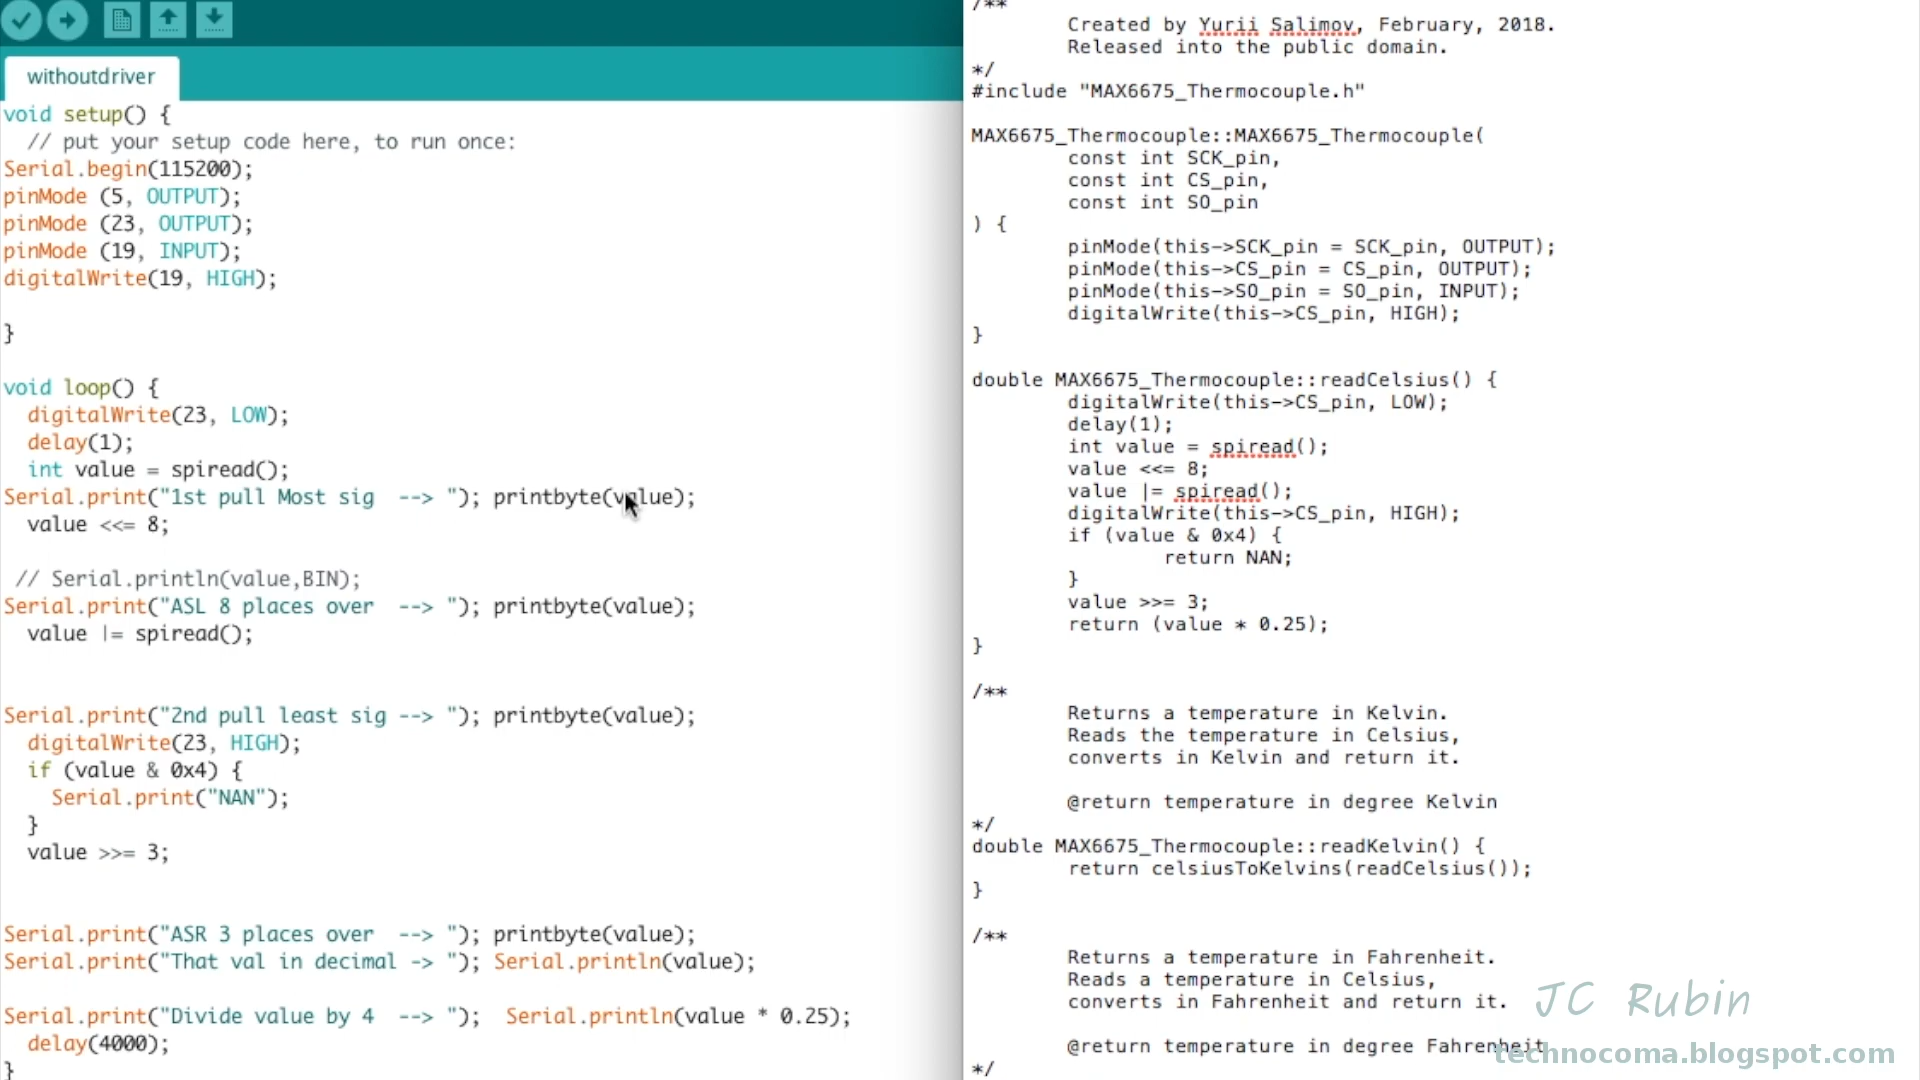 withoutdriver
void setup() {
// put your setup code here, to run once:
Serial.begin(115200);
pinMode (5, OUTPUT);
pinMode (23, OUTPUT);
pinMode (19, INPUT);
digitalWrite(19, HIGH);
}
void loop() {
digitalWrite(23, LOW);
delay(1);
int value = spiread();
Serial.print("1st pull Most sig  --> "); printbyte(value);
value <<= 8;
// Serial.println(value,BIN);
Serial.print("ASL 8 places over  --> "); printbyte(value);
value |= spiread();
Serial.print("2nd pull least sig --> "); printbyte(value);
digitalWrite(23, HIGH);
if (value & 0x4) {
Serial.print("NAN");
}
value >>= 3;
Serial.print("ASR 3 places over  --> "); printbyte(value);
Serial.print("That val in decimal -> "); Serial.println(value);
Serial.print("Divide value by 4  --> ");  Serial.println(value * 0.25);
delay(4000);
}
/**
Created by Yurii Salimov, February, 2018.
Released into the public domain.
*/
#include "MAX6675_Thermocouple.h"
MAX6675_Thermocouple::MAX6675_Thermocouple(
const int SCK_pin,
const int CS_pin,
const int SO_pin
) {
pinMode(this->SCK_pin = SCK_pin, OUTPUT);
pinMode(this->CS_pin = CS_pin, OUTPUT);
pinMode(this->SO_pin = SO_pin, INPUT);
digitalWrite(this->CS_pin, HIGH);
}
double MAX6675_Thermocouple::readCelsius() {
digitalWrite(this->CS_pin, LOW);
delay(1);
int value = spiread();
value <<= 8;
value |= spiread();
digitalWrite(this->CS_pin, HIGH);
if (value & 0x4) {
return NAN;
}
value >>= 3;
return (value * 0.25);
}
/**
Returns a temperature in Kelvin.
Reads the temperature in Celsius,
converts in Kelvin and return it.
@return temperature in degree Kelvin
*/
double MAX6675_Thermocouple::readKelvin() {
return celsiusToKelvins(readCelsius());
}
/**
Returns a temperature in Fahrenheit.
Reads a temperature in Celsius,
converts in Fahrenheit and return it.
@return temperature in degree Fahrenheit
*/
JC Rubin
technocoma.blogspot.com